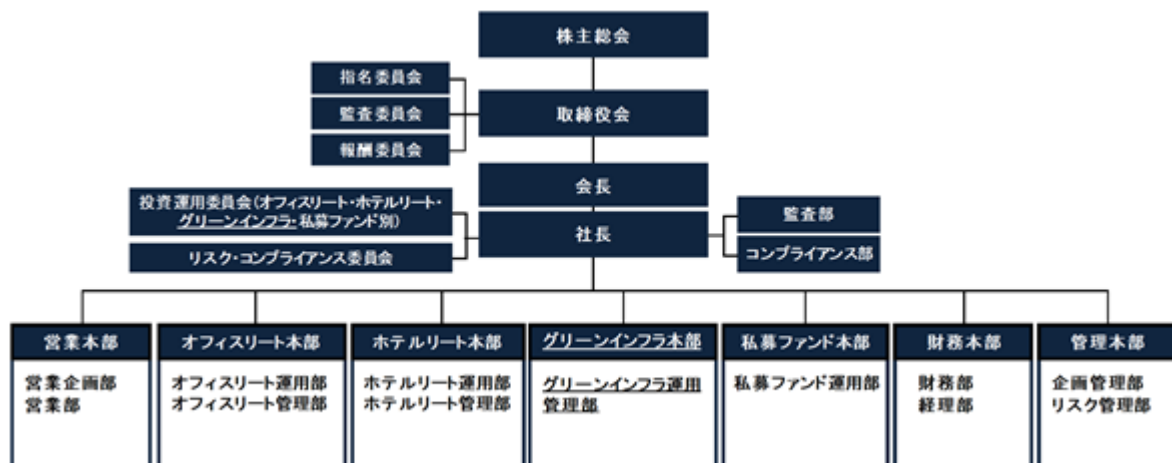 株主総会
指名委員会
監査委員会
報酬委員会
取締役会
会長
投資運用委員会(オフィスリート・ホテルリート・
グリーンインフラ・私募ファンド別)
リスク・コンプライアンス委員会
社長
監査部
コンプライアンス部
営業本部
営業企画部
営業部
オフィスリート本部
オフィスリート運用部
オフィスリート管理部
ホテルリート本部
ホテルリート運用部
ホテルリート管理部
グリーンインフラ本部
グリーンインフラ運用
管理部
私募ファンド本部
私募ファンド運用部
財務本部
財務部
経理部
管理本部
企画管理部
リスク管理部